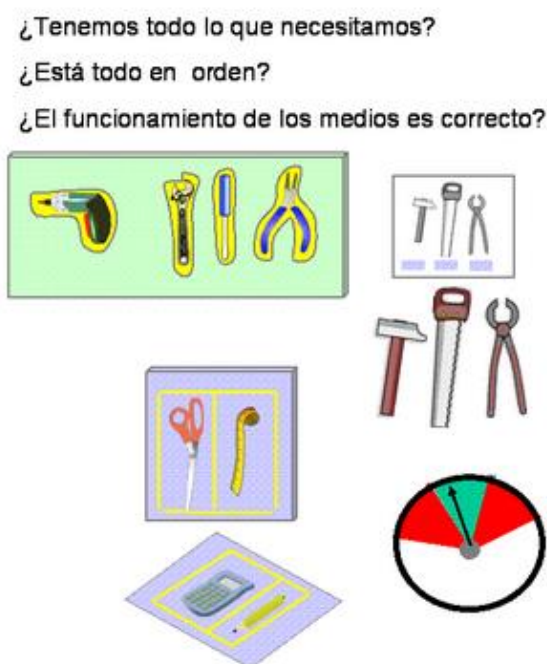 ¿Tenemos todo lo que necesitamos?
¿Está todo en orden?
¿El funcionamiento de los medios es correcto?